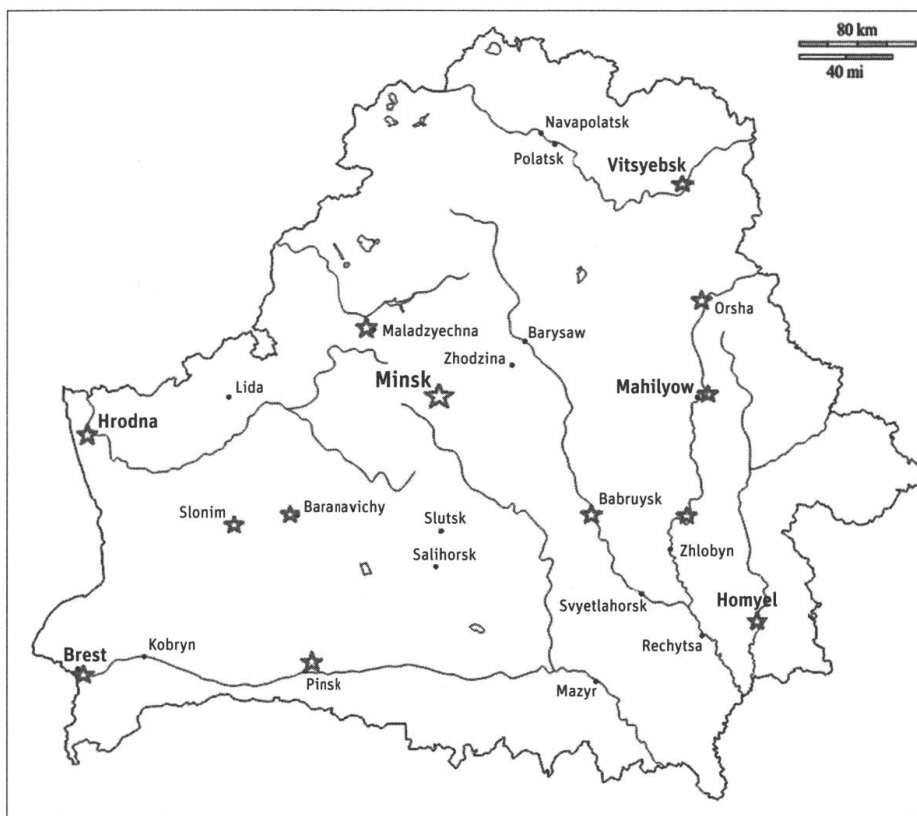 80 km
40 mi
Navapolatsk
Polatsk
Vitsyebsk
Orsha
Maladzyechna
Barysaw
Zhodzina
Lida
Minsk
Mahilyow
Hrodna
Slonim
Baranavichy
Babruysk
Slutsk
Zhlobyn
Salihorsk
Svyetlahorsk
Homyel
Rechytsa
Kobryn
Brest
Pinsk
Mazyr